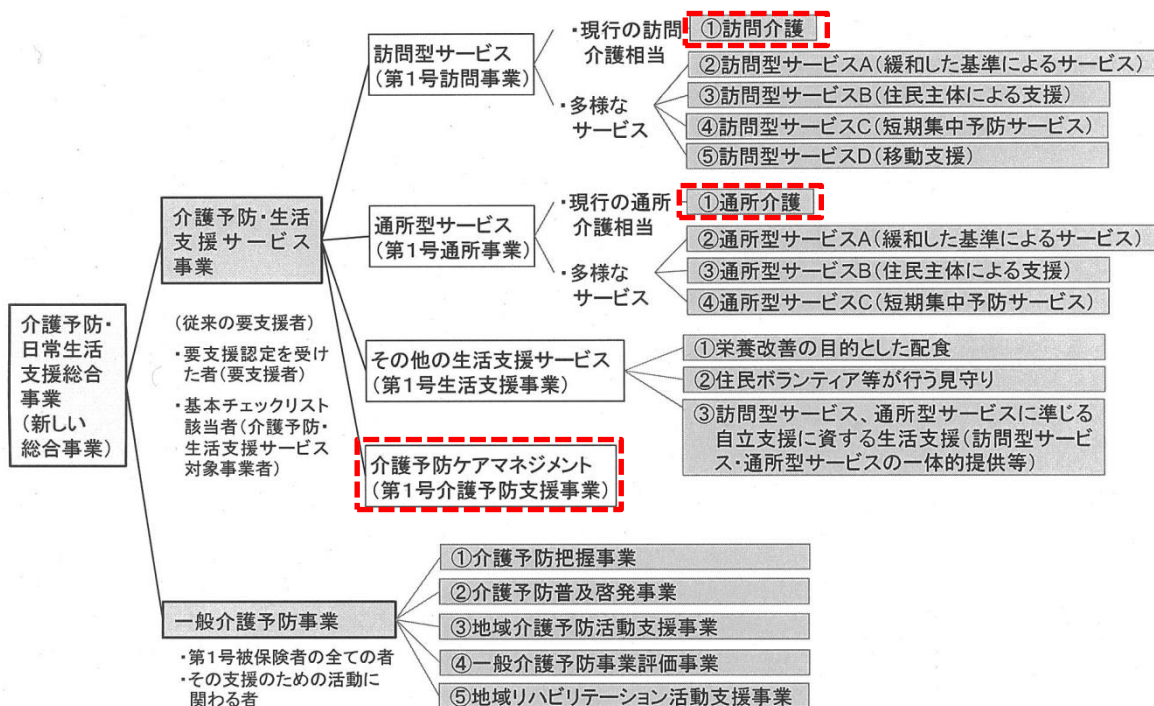 介護予防・
日常生活
支援総合
事業
(新しい
総合事業)
介護予防・生活
支援サービス
事業
(従来の要支援者)
・要支援認定を受け
た者(要支援者)
・基本チェックリスト
該当者(介護予防・
生活支援サービス
対象事業者)
訪問型サービス
(第1号訪問事業)
・現行の訪問
介護相当
①訪問介護
・多様な
サービス
②訪問型サービスA(緩和した基準によるサービス)
③訪問型サービスB(住民主体による支援)
④訪問型サービスC(短期集中予防サービス)
⑤訪問型サービスD(移動支援)
通所型サービス
(第1号通所事業)
・現行の通所
介護相当
①通所介護
・多様な
サービス
②通所型サービスA(緩和した基準によるサービス)
③通所型サービスB(住民主体による支援)
④通所型サービスC(短期集中予防サービス)
その他の生活支援サービス
(第1号生活支援事業)
①栄養改善の目的とした配食
②住民ボランティア等が行う見守り
③訪問型サービス、通所型サービスに準じる
自立支援に資する生活支援(訪問型サービ
ス・通所型サービスの一体的提供等)
介護予防ケアマネジメント
(第1号介護予防支援事業)
一般介護予防事業
・第1号被保険者の全ての者
・その支援のための活動に
関わる者
①介護予防把握事業
②介護予防普及啓発事業
③地域介護予防活動支援事業
④一般介護予防事業評価事業
⑤地域リハビリテーション活動支援事業